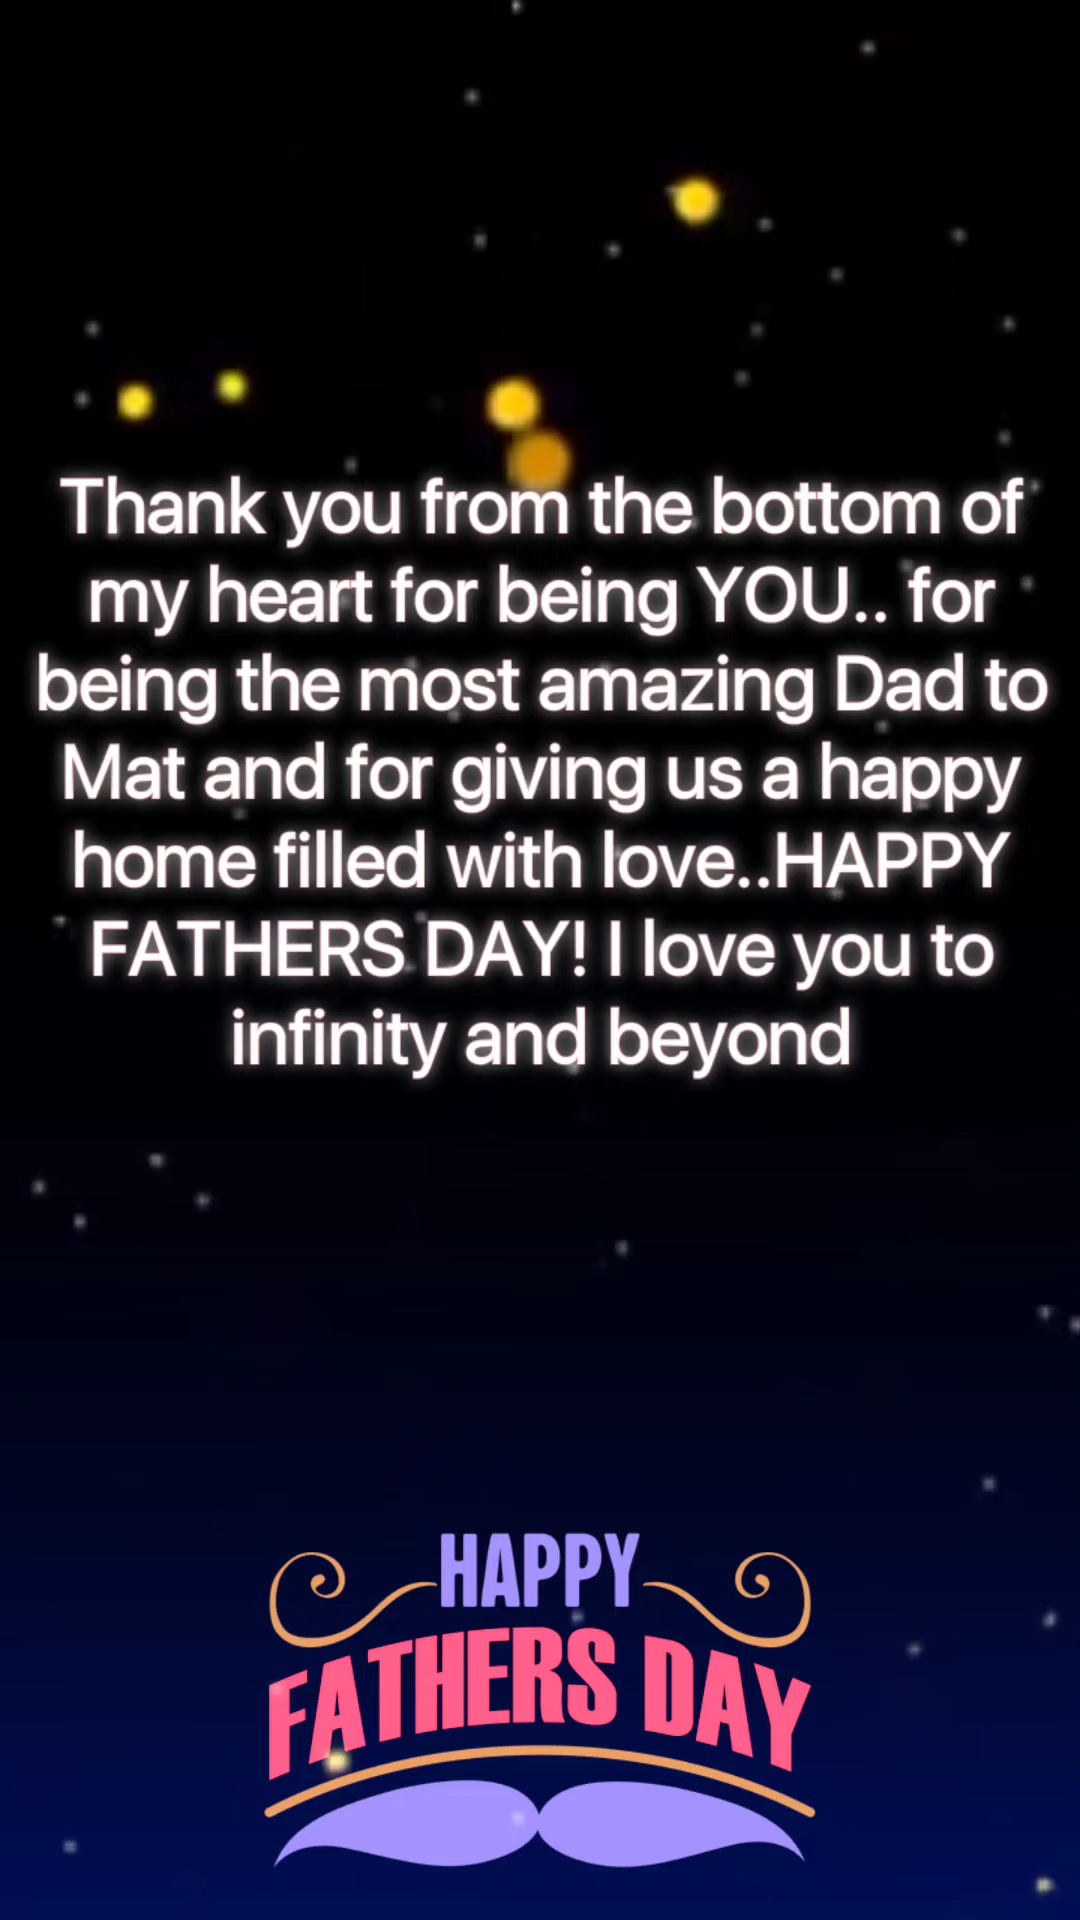 Thank you from the bottom of
my heart for being YOU.. for
being the most amazing Dad to
Mat and for giving us a happy
home filled with love..HAPPY
FATHERS DAY! I love you to
infinity and beyond
HAPPY
FATHERS DAY